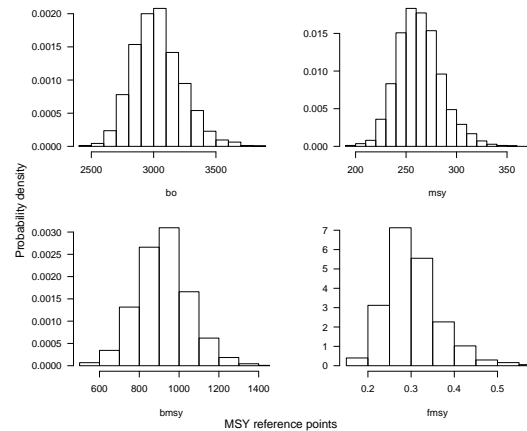 Probability density
0.0020
0.0015
0.0010
0.0005
0.0000
2500 3000 3500
bo
0.015
0.010
0.005
0.000
200 250 300 350
msy
0.0030
0.0025
0.0020
0.0015
0.0010
0.0005
0.0000
600 800 1000 1200 1400
bmsy
7
6
5
4
3
2
1
0
0.2 0.3 0.4 0.5
fmsy
MSY reference points